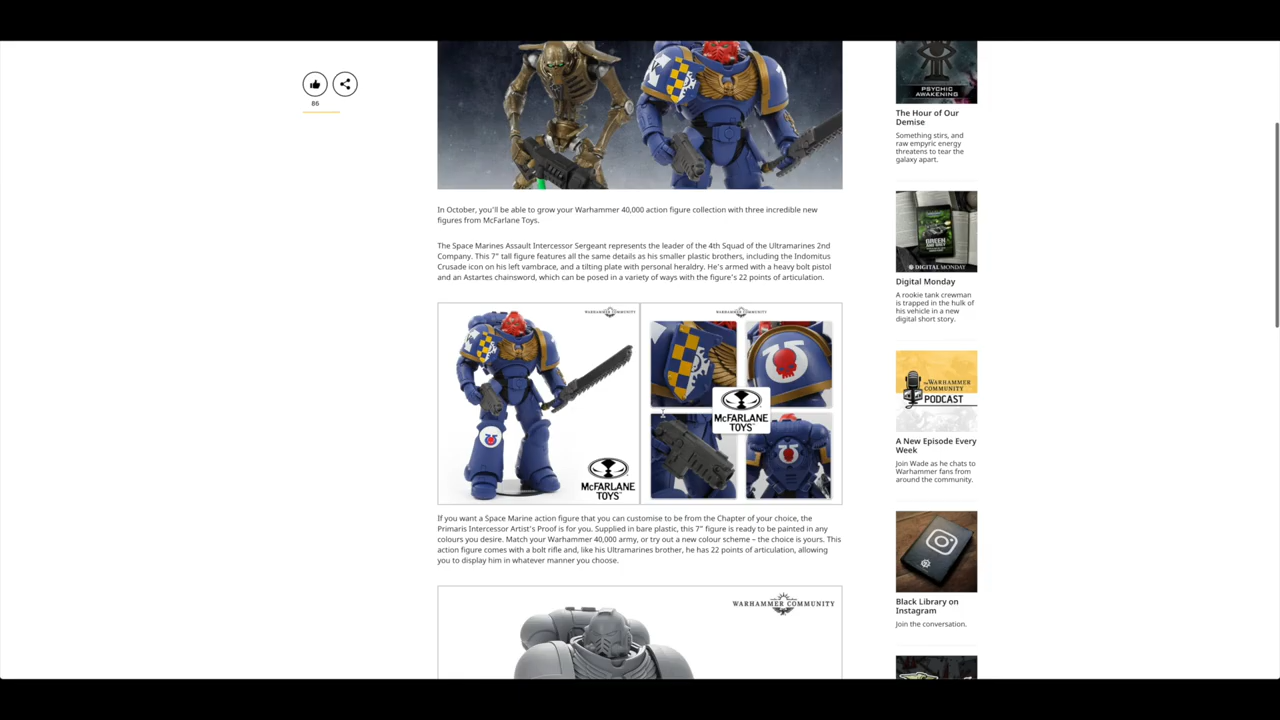 86
In October, you'll be able to grow your Warhammer 40,000 action figure collection with three incredible new
figures from McFarlane Toys.
The Space Marines Assault Intercessor Sergeant represents the leader of the 4th Squad of the Ultramarines 2nd
Company. This 7" tall figure features all the same details as his smaller plastic brothers, including the Indomitus
Crusade icon on his left vambrace, and a tilting plate with personal heraldry. He's armed with a heavy bolt pistol
and an Astartes chainsword, which can be posed in a variety of ways with the figure's 22 points of articulation.
WARHAMMER COMMUNITY
McFARLANE
TOYS
WARHAMMER COMMUNITY
McFARLANE
TOYS
If you want a Space Marine action figure that you can customise to be from the Chapter of your choice, the
Primaris Intercessor Artist's Proof is for you. Supplied in bare plastic, this 7" figure is ready to be painted in any
colours you desire. Match your Warhammer 40,000 army, or try out a new colour scheme – the choice is yours. This
action figure comes with a bolt rifle and, like his Ultramarines brother, he has 22 points of articulation, allowing
you to display him in whatever manner you choose.
WARHAMMER COMMUNITY
PSYCHIC
AWAKENING
The Hour of Our
Demise
Something stirs, and
raw empyric energy
threatens to tear the
galaxy apart.
DIGITAL MONDAY
Digital Monday
A rookie tank crewman
is trapped in the hulk of
his vehicle in a new
digital short story.
WARHAMMER
COMMUNITY
PODCAST
A New Episode Every
Week
Join Wade as he chats to
Warhammer fans from
around the community.
Black Library on
Instagram
Join the conversation.